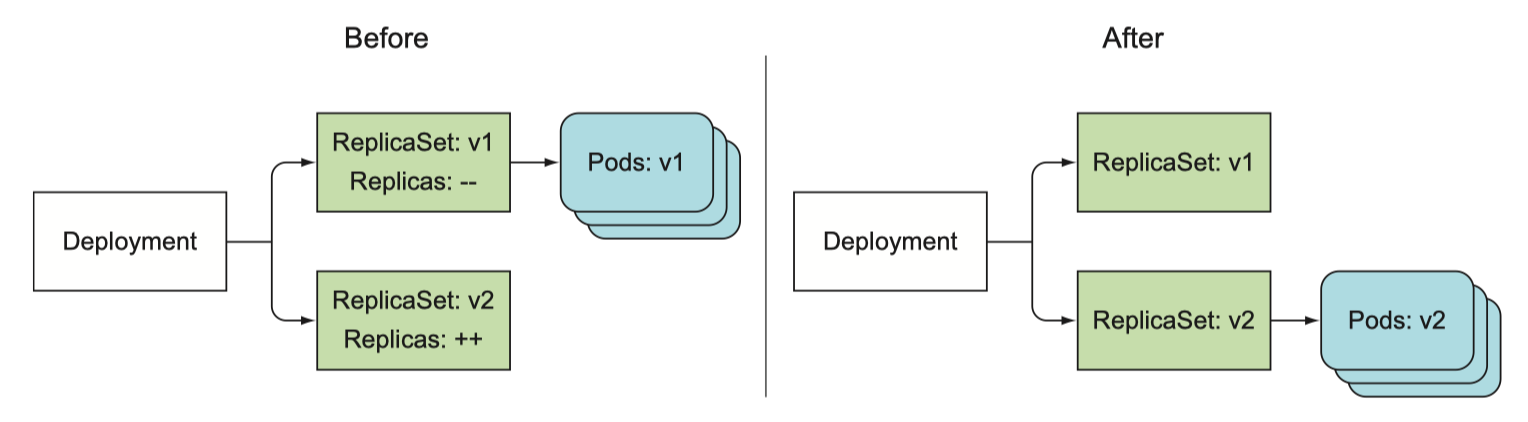 Before
Deployment
ReplicaSet: v1
Replicas: --
Pods: v1
ReplicaSet: v2
Replicas: ++
After
Deployment
ReplicaSet: v1
ReplicaSet: v2
Pods: v2